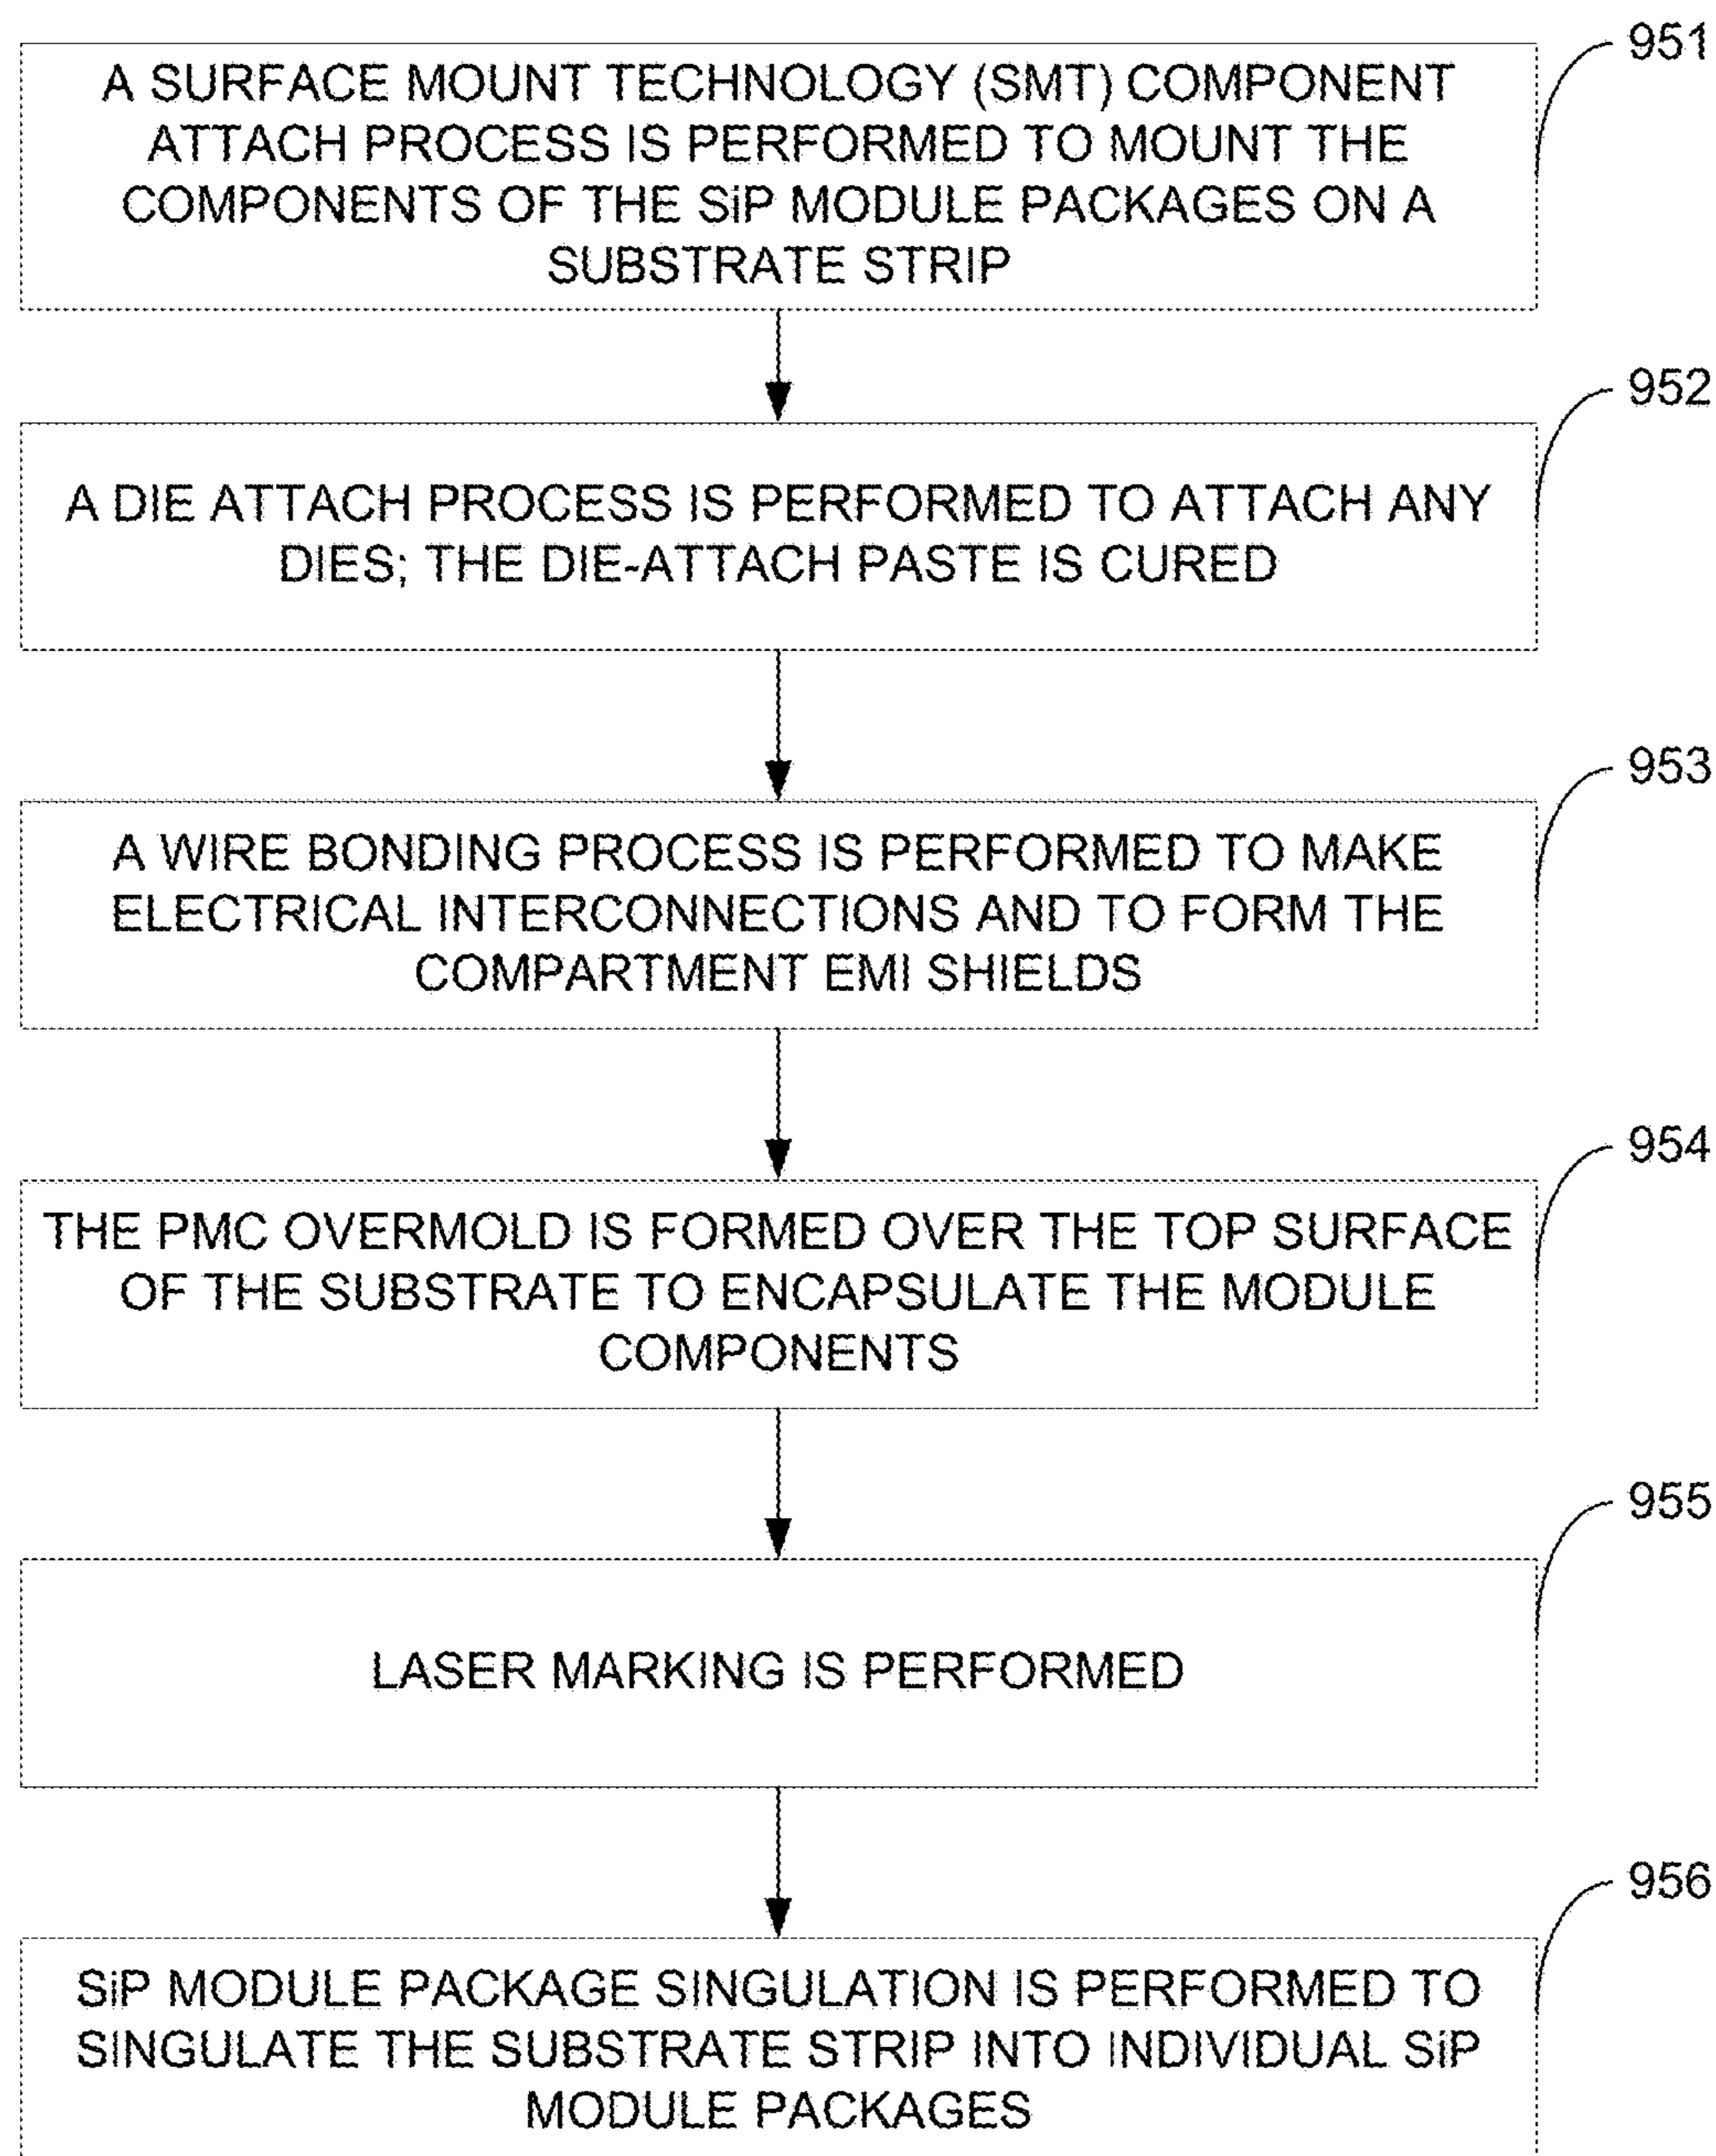 951
A SURFACE MOUNT TECHNOLOGY (SMT) COMPONENT
ATTACH PROCESS IS PERFORMED TO MOUNT THE
COMPONENTS OF THE SiP MODULE PACKAGES ON A
SUBSTRATE STRIP
952
A DIE ATTACH PROCESS IS PERFORMED TO ATTACH ANY
DIES; THE DIE-ATTACH PASTE IS CURED
953
A WIRE BONDING PROCESS IS PERFORMED TO MAKE
ELECTRICAL INTERCONNECTIONS AND TO FORM THE
COMPARTMENT EMI SHIELDS
954
THE PMC OVERMOLD IS FORMED OVER THE TOP SURFACE
OF THE SUBSTRATE TO ENCAPSULATE THE MODULE
COMPONENTS
955
LASER MARKING IS PERFORMED
956
SiP MODULE PACKAGE SINGULATION IS PERFORMED TO
SINGULATE THE SUBSTRATE STRIP INTO INDIVIDUAL SiP
MODULE PACKAGES